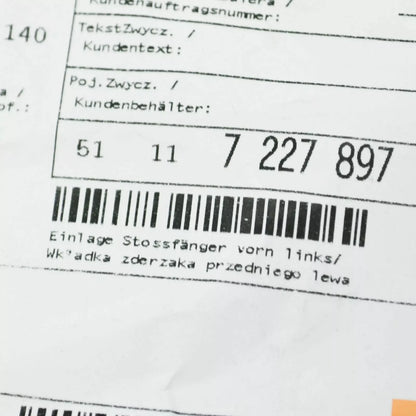 Kundenauftragsnummer:
140
TekstZwycz. /
Kundentext:
Poj.Zwycz. /
Kundenbehälter:
a /
of.:
51 11 7 227 897
Einlage Stossfänger vorn links/
Wk°adka zderzaka przedniego lewa